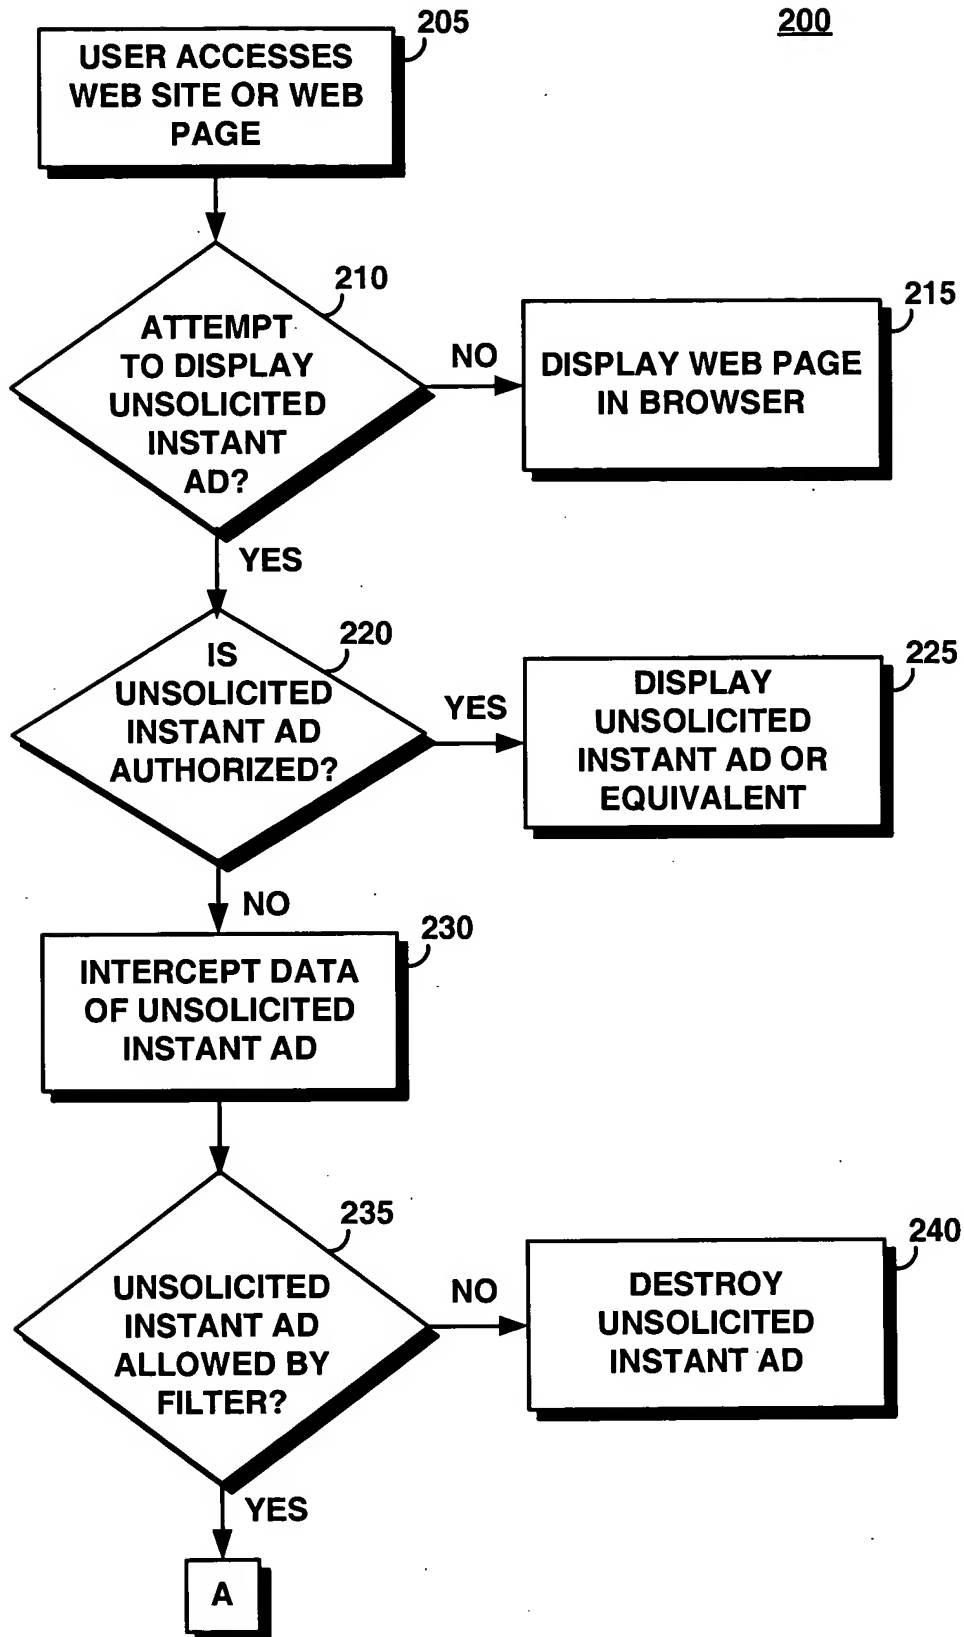 200
205
USER ACCESSES
WEB SITE OR WEB
PAGE
210
ATTEMPT
TO DISPLAY
UNSOLICITED
INSTANT
AD?
NO
215
DISPLAY WEB PAGE
IN BROWSER
YES
220
IS
UNSOLICITED
INSTANT AD
AUTHORIZED?
YES
225
DISPLAY
UNSOLICITED
INSTANT AD OR
EQUIVALENT
NO
230
INTERCEPT DATA
OF UNSOLICITED
INSTANT AD
235
UNSOLICITED
INSTANT AD
ALLOWED BY
FILTER?
NO
240
DESTROY
UNSOLICITED
INSTANT AD
YES
A